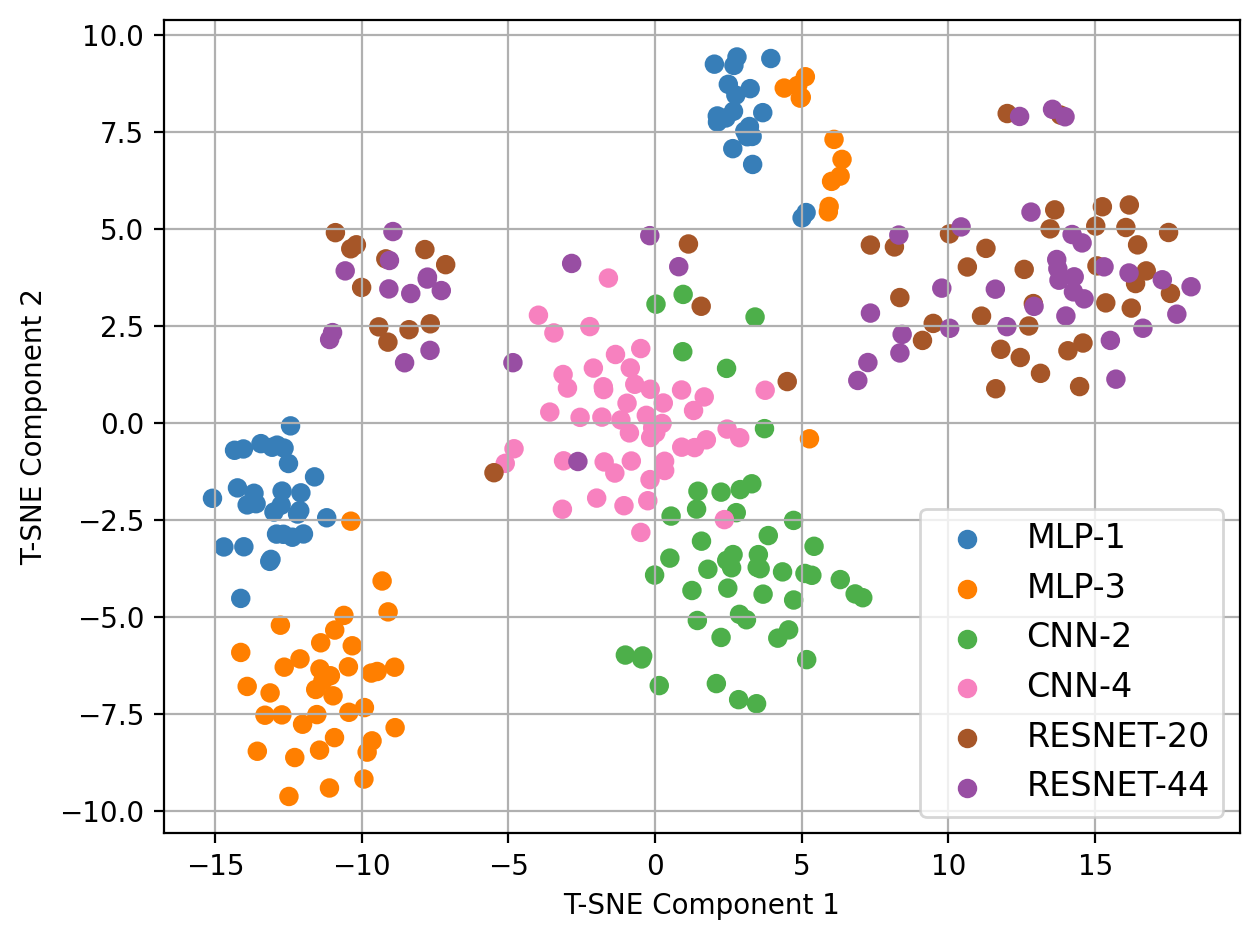 10.0
7.5
5.0
2.5
0.0
−2.5
−5.0
−7.5
−10.0
T-SNE Component 2
MLP-1
MLP-3
CNN-2
CNN-4
RESNET-20
RESNET-44
−15 −10 −5 0 5 10 15
T-SNE Component 1